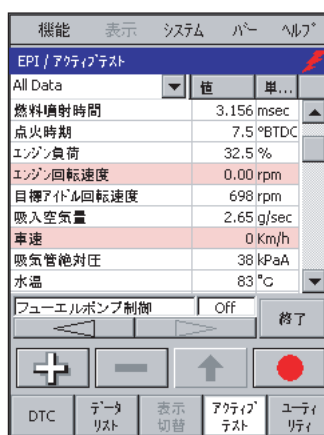 機能 表示 システム バー ヘルプ
EPI / アクティブテスト
All Data 値 単...
燃料噴射時間 3.156 msec
点火時期 7.5 °BTDC
エンジン負荷 32.5 %
エンジン回転速度 0.00 rpm
目標アイドル回転速度 698 rpm
吸入空気量 2.65 g/sec
車速 0 Km/h
吸気管絶対圧 38 kPaA
水温 83 °C
フューエルポンプ制御 Off
終了
DTC データリスト 表示切替 アクティブテスト ユーティリティ